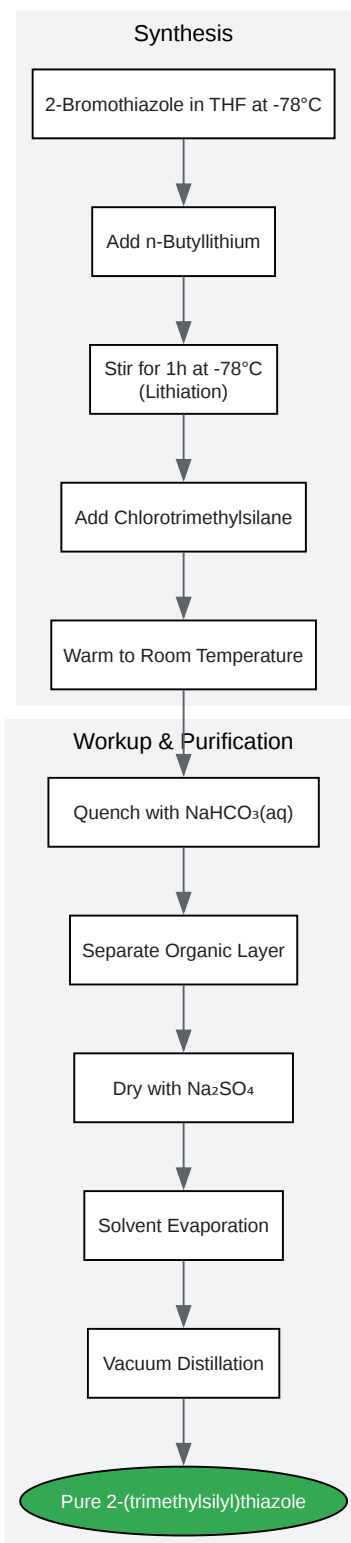 Synthesis
2-Bromothiazole in THF at -78°C
Add n-Butyllithium
Stir for 1h at -78°C
(Lithiation)
Add Chlorotrimethylsilane
Warm to Room Temperature
Workup & Purification
Quench with NaHCO₃(aq)
Separate Organic Layer
Dry with Na₂SO₄
Solvent Evaporation
Vacuum Distillation
Pure 2-(trimethylsilyl)thiazole